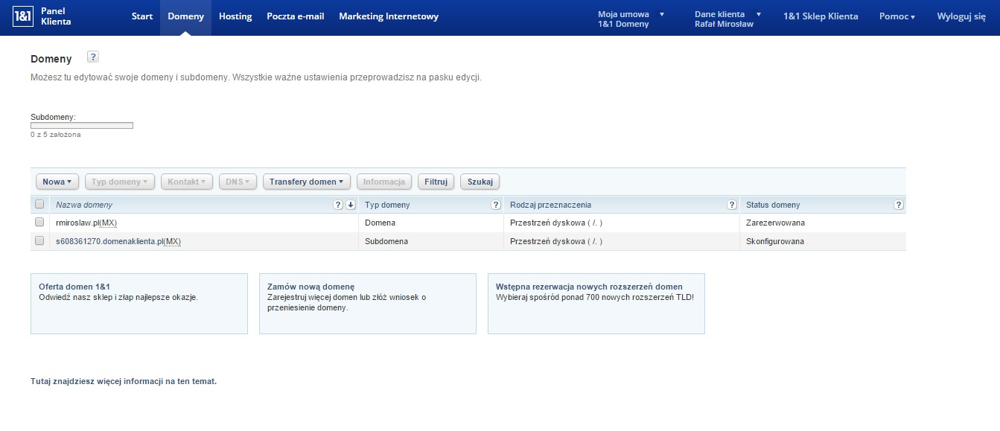 1&1 Panel Klienta
Start Domeny Hosting Poczta e-mail Marketing Internetowy
Moja umowa
1&1 Domeny
Dane klienta
Rafał Mirosław
1&1 Sklep Klienta Pomoc Wyloguj się
Domeny ?
Możesz tu edytować swoje domeny i subdomeny. Wszystkie ważne ustawienia przeprowadzisz na pasku edycji.
Subdomeny:
0 z 5 założona
Nowa Typ domeny Kontakt DNS Transfery domen Informacja Filtruj Szukaj
Nazwa domeny ? Typ domeny ? Rodzaj przeznaczenia ? Status domeny ?
rmiroslaw.pl(MX) Domena Przestrzeń dyskowa ( /. ) Zarezerwowana
s608361270.domenaklienta.pl(MX) Subdomena Przestrzeń dyskowa ( /. ) Skonfigurowana
Oferta domen 1&1
Odwiedź nasz sklep i złap najlepsze okazje.
Zamów nową domenę
Zarejestruj więcej domen lub złóż wniosek o
przeniesienie domeny.
Wstępna rezerwacja nowych rozszerzeń domen
Wybieraj spośród ponad 700 nowych rozszerzeń TLD!
Tutaj znajdziesz więcej informacji na ten temat.